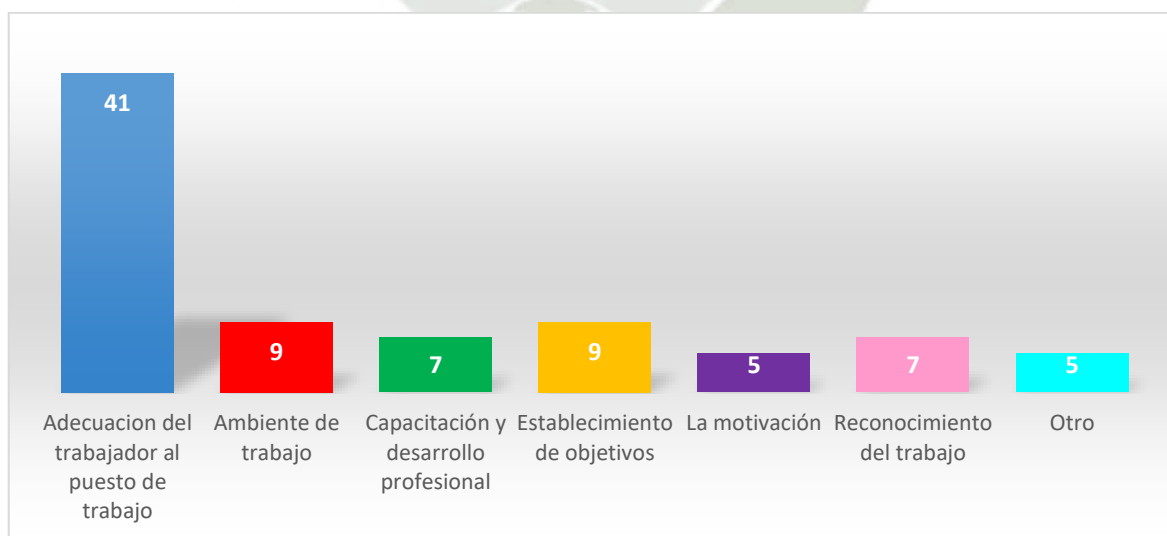 41
9
7
9
5
7
5
Adecuacion del
trabajador al
puesto de
trabajo
Ambiente de
trabajo
Capacitación y
desarrollo
profesional
Establecimiento
de objetivos
La motivación
Reconocimiento
del trabajo
Otro